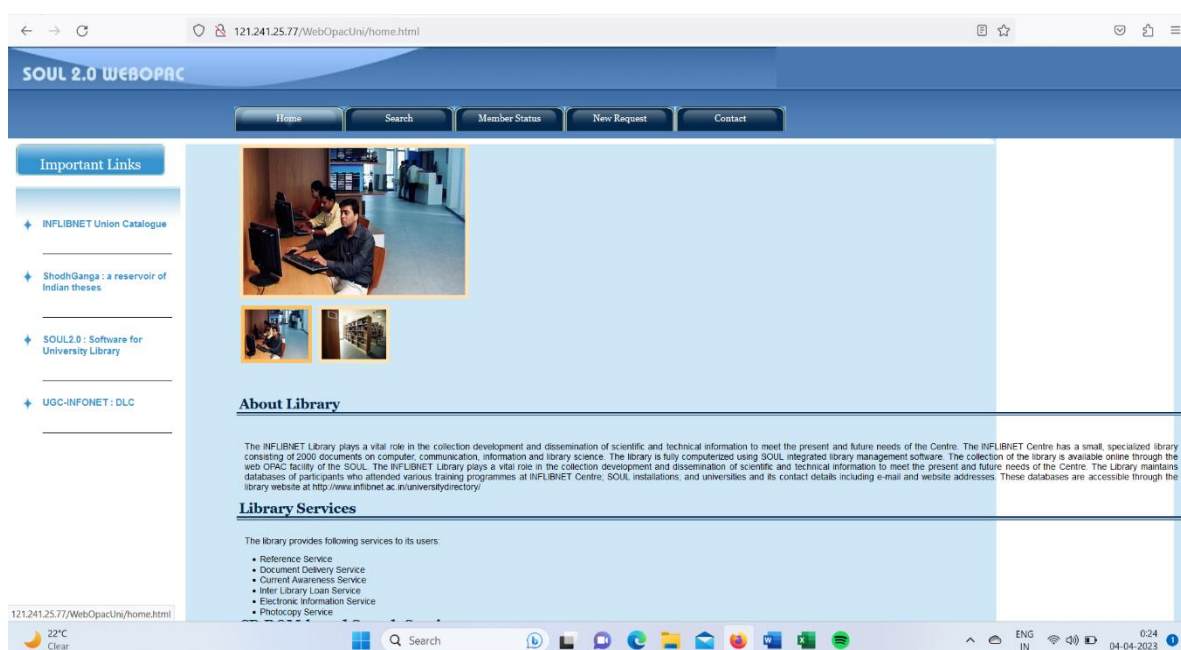 121.241.25.77/WebOpacUni/home.html
SOUL 2.0 WEBOPAC
Home Search Member Status New Request Contact
Important Links
INFLIBNET Union Catalogue
ShodhGanga : a reservoir of
Indian theses
SOUL2.0 : Software for
University Library
UGC-INFONET : DLC
About Library
The INFLIBNET Library plays a vital role in the collection development and dissemination of scientific and technical information to meet the present and future needs of the Centre. The INFLIBNET Centre has a small, specialized library
consisting of 2000 documents on computer, communication, information and library science. The library is fully computerized using SOUL integrated library management software. The collection of the library is available online through the
web OPAC facility of the SOUL. The INFLIBNET Library plays a vital role in the collection development and dissemination of scientific and technical information to meet the present and future needs of the Centre. The Library maintains
databases of participants who attended various training programmes at INFLIBNET Centre, SOUL installations, and universities and its contact details including e-mail and website addresses. These databases are accessible through the
library website at http://www.inflibnet.ac.in/universitydirectory/
Library Services
The library provides following services to its users:
• Reference Service
• Document Delivery Service
• Current Awareness Service
• Inter Library Loan Service
• Electronic Information Service
• Photocopy Service
121.241.25.77/WebOpacUni/home.html
22°C
Clear
Search
ENG
IN
0:24
04-04-2023
1